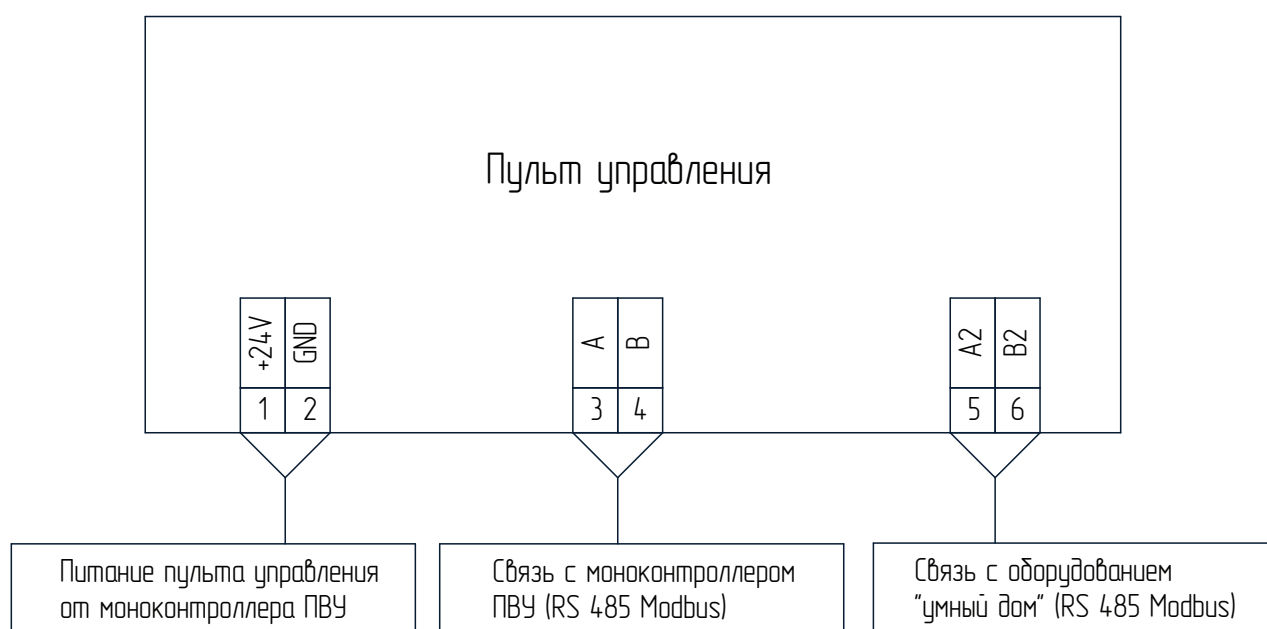 Пульт управления
+24V GND A B A2 B2
1 2 3 4 5 6
Питание пульта управления
от моноконтроллера ПВУ
Связь с моноконтроллером
ПВУ (RS 485 Modbus)
Связь с оборудованием
"умный дом" (RS 485 Modbus)